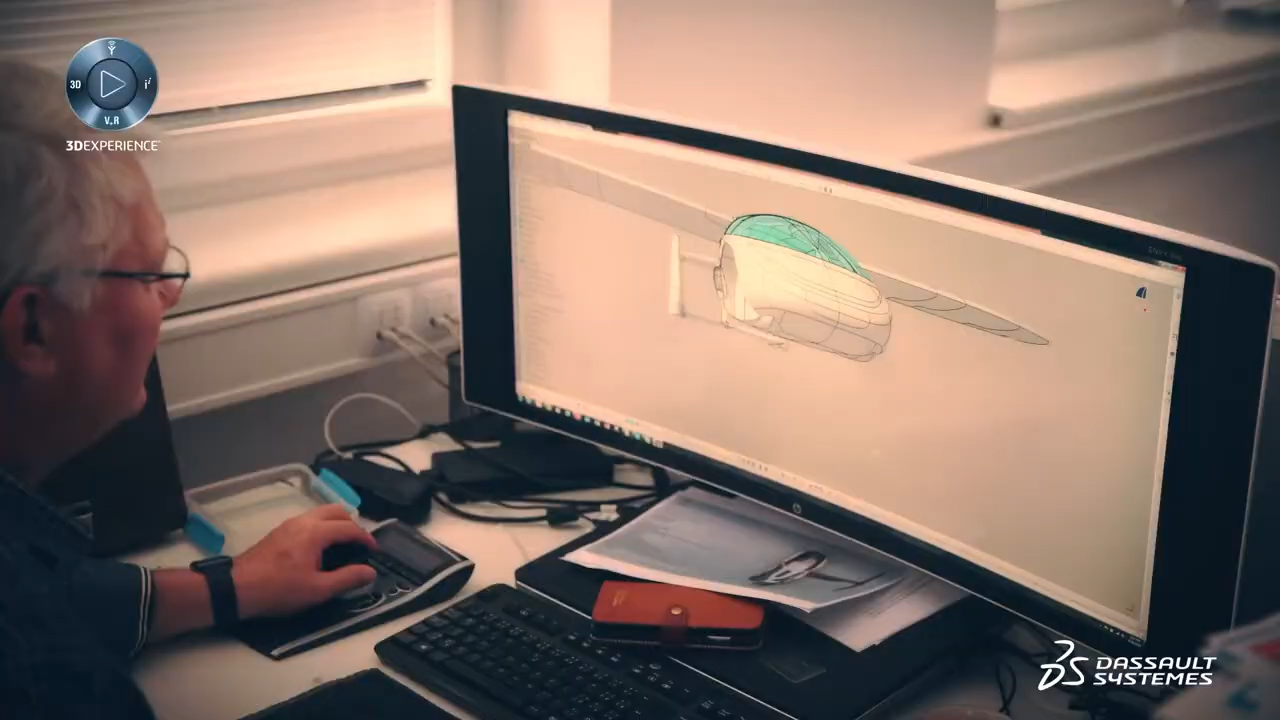 3D
i²
V.R
3DEXPERIENCE
DASSAULT
SYSTEMES